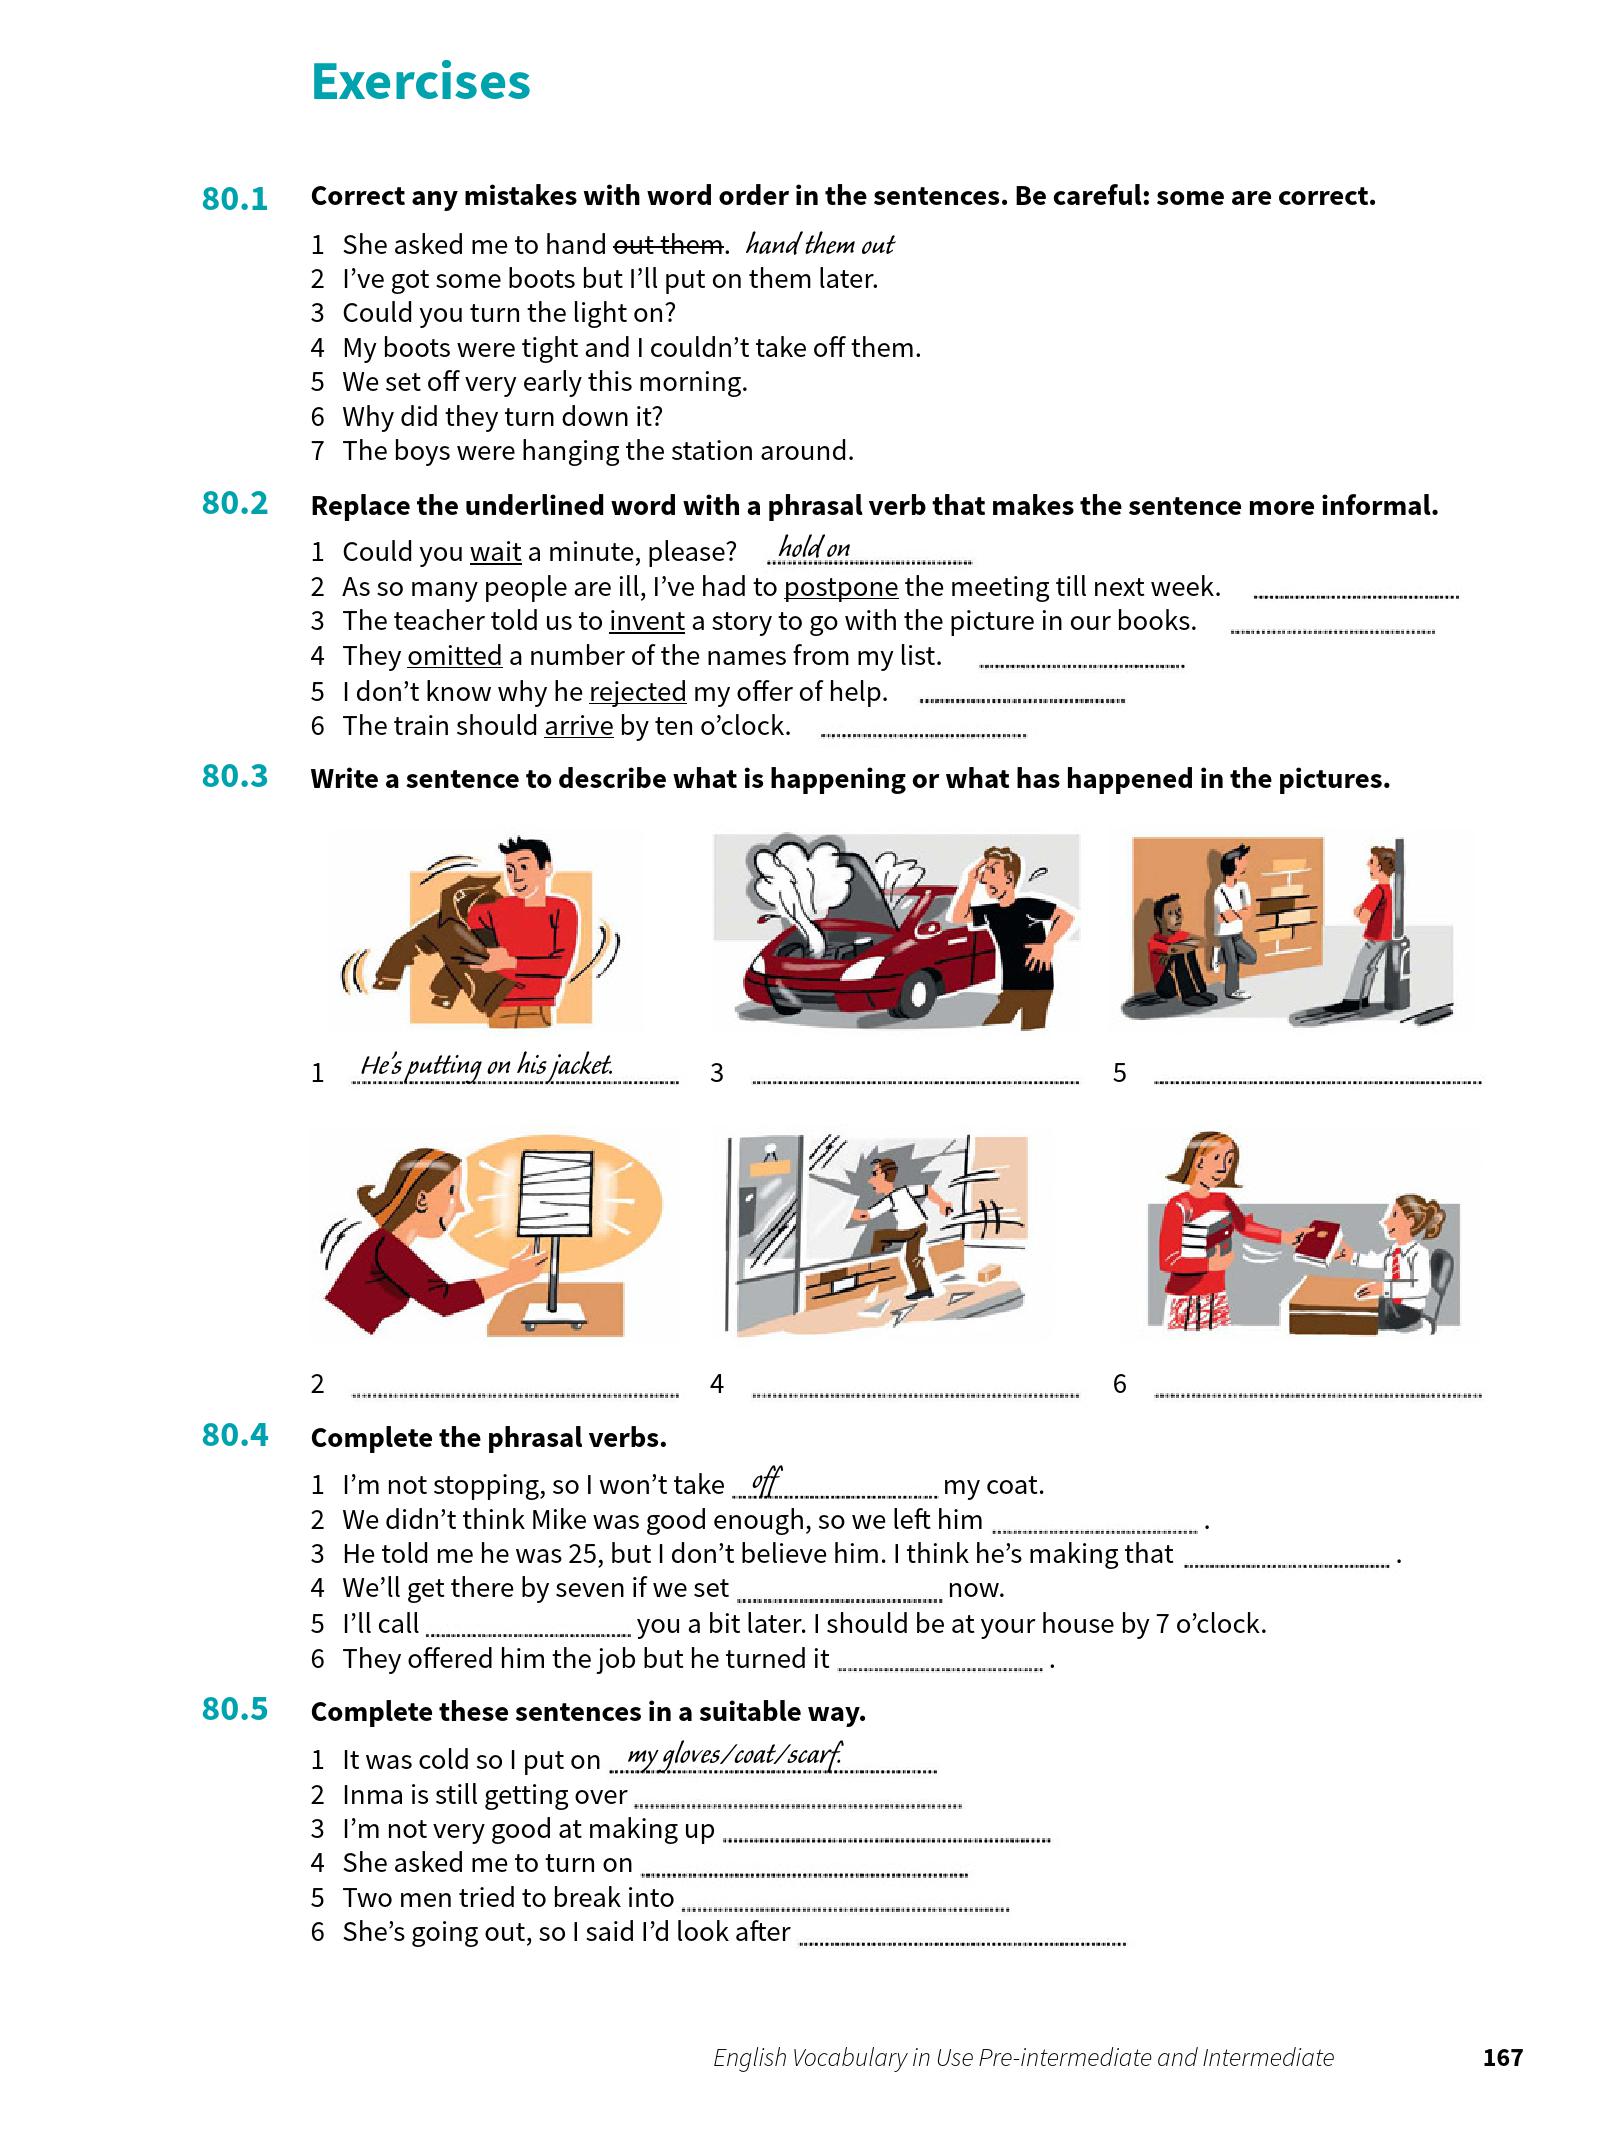 Exercises
80.1 Correct any mistakes with word order in the sentences. Be careful: some are correct.
1 She asked me to hand out them. hand them out
2 I’ve got some boots but I’ll put on them later.
3 Could you turn the light on?
4 My boots were tight and I couldn’t take off them.
5 We set off very early this morning.
6 Why did they turn down it?
7 The boys were hanging the station around.
80.2 Replace the underlined word with a phrasal verb that makes the sentence more informal.
1 Could you wait a minute, please? hold on
2 As so many people are ill, I’ve had to postpone the meeting till next week.
3 The teacher told us to invent a story to go with the picture in our books.
4 They omitted a number of the names from my list.
5 I don’t know why he rejected my offer of help.
6 The train should arrive by ten o’clock.
80.3 Write a sentence to describe what is happening or what has happened in the pictures.
1 He’s putting on his jacket. 3 5
2 4 6
80.4 Complete the phrasal verbs.
1 I’m not stopping, so I won’t take off my coat.
2 We didn’t think Mike was good enough, so we left him .
3 He told me he was 25, but I don’t believe him. I think he’s making that .
4 We’ll get there by seven if we set now.
5 I’ll call you a bit later. I should be at your house by 7 o’clock.
6 They offered him the job but he turned it .
80.5 Complete these sentences in a suitable way.
1 It was cold so I put on my gloves/coat/scarf.
2 Inma is still getting over
3 I’m not very good at making up
4 She asked me to turn on
5 Two men tried to break into
6 She’s going out, so I said I’d look after
English Vocabulary in Use Pre-intermediate and Intermediate 167